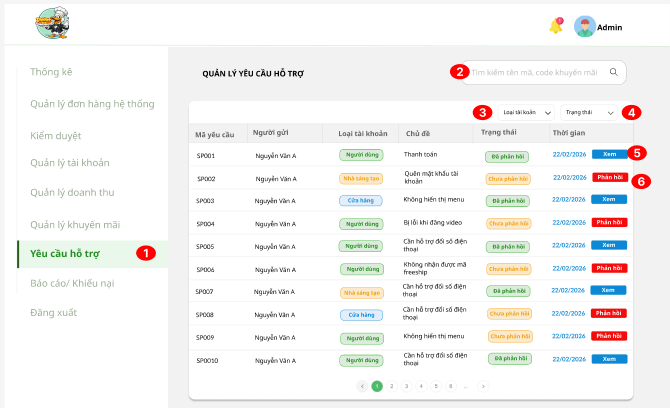 Admin
Thống kê
Quản lý đơn hàng hệ thống
Kiểm duyệt
Quản lý tài khoản
Quản lý doanh thu
Quản lý khuyến mãi
Yêu cầu hỗ trợ 1
Báo cáo/ Khiếu nại
Đăng xuất
QUẢN LÝ YÊU CẦU HỖ TRỢ
2 Tìm kiếm tên mã, code khuyến mãi
3 Loại tài koản Trạng thái 4
Mã yêu cầu Người gửi Loại tài khoản Chủ đề Trạng thái Thời gian
SP001 Nguyễn Văn A Người dùng Thanh toán Đã phản hồi 22/02/2026 Xem 5
SP002 Nguyễn Văn A Nhà sáng tạo Quên mật khẩu tài khoản Chưa phản hồi 22/02/2026 Phản hồi 6
SP003 Nguyễn Văn A Cửa hàng Không hiển thị menu Đã phản hồi 22/02/2026 Xem
SP004 Nguyễn Văn A Người dùng Bị lỗi khi đăng video Chưa phản hồi 22/02/2026 Phản hồi
SP005 Nguyễn Văn A Người dùng Cần hỗ trợ đổi số điện thoại Đã phản hồi 22/02/2026 Xem
SP006 Nguyễn Văn A Người dùng Không nhận được mã freeship Chưa phản hồi 22/02/2026 Phản hồi
SP007 Nguyễn Văn A Nhà sáng tạo Cần hỗ trợ đổi số điện thoại Đã phản hồi 22/02/2026 Xem
SP008 Nguyễn Văn A Cửa hàng Cần hỗ trợ đổi số điện thoại Chưa phản hồi 22/02/2026 Phản hồi
SP009 Nguyễn Văn A Người dùng Không hiển thị menu Chưa phản hồi 22/02/2026 Phản hồi
SP0010 Nguyễn Văn A Người dùng Cần hỗ trợ đổi số điện thoại Đã phản hồi 22/02/2026 Xem
< 1 2 3 4 5 6 ... >